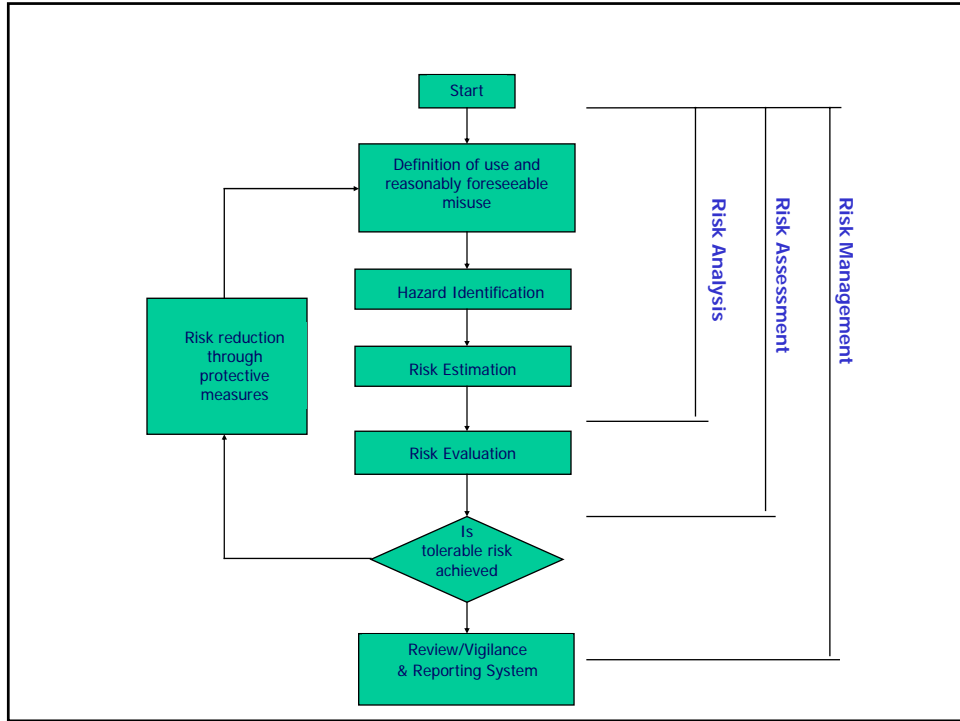 Start
Definition of use and
reasonably foreseeable
misuse
Hazard Identification
Risk reduction
through
protective
measures
Risk Estimation
Risk Evaluation
Is
tolerable risk
achieved
Review/Vigilance
& Reporting System
Risk Analysis
Risk Assessment
Risk Management